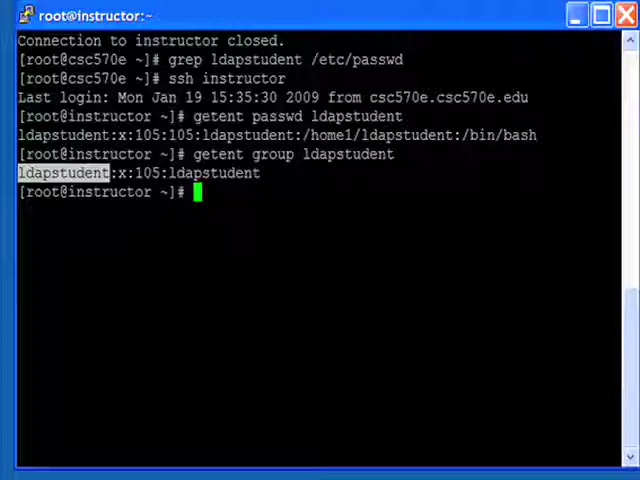 root@instructor:~
Connection to instructor closed.
[root@csc570e ~]# grep ldapstudent /etc/passwd
[root@csc570e ~]# ssh instructor
Last login: Mon Jan 19 15:35:30 2009 from csc570e.csc570e.edu
[root@instructor ~]# getent passwd ldapstudent
ldapstudent:x:105:105:ldapstudent:/home1/ldapstudent:/bin/bash
[root@instructor ~]# getent group ldapstudent
ldapstudent:x:105:ldapstudent
[root@instructor ~]#